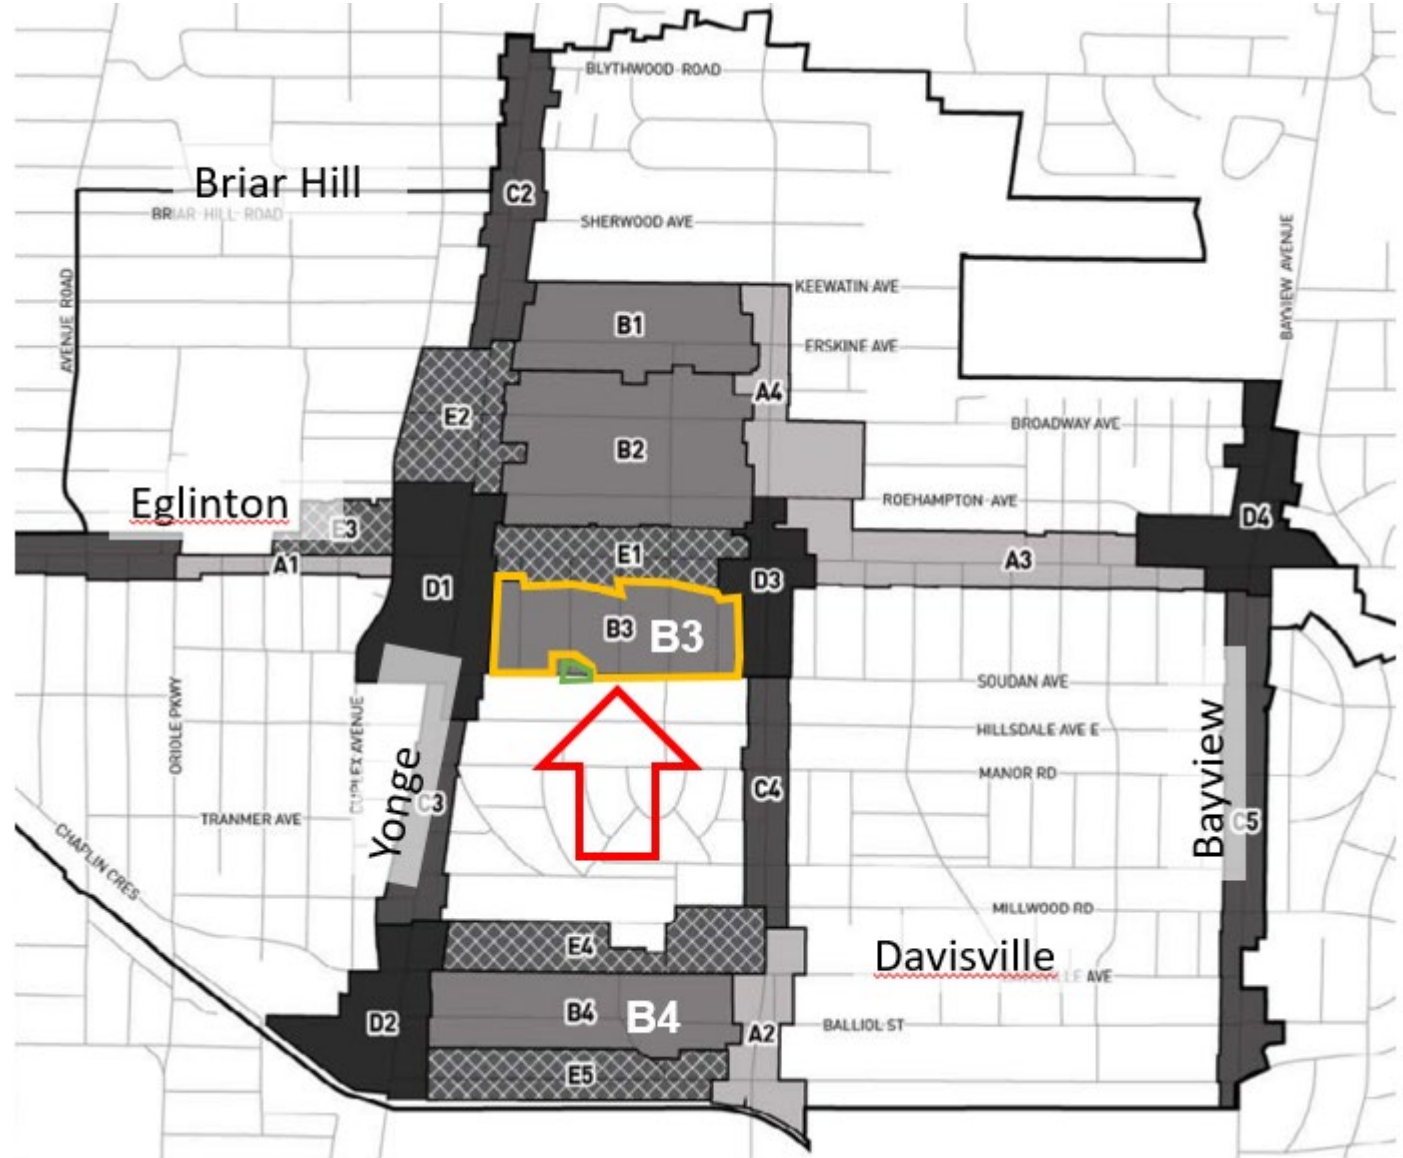 BLYTHWOOD ROAD
Briar Hill
C2
BRIAR HILL ROAD
SHERWOOD AVE
BAYVIEW AVENUE
AVENUE ROAD
KEEWATIN AVE
B1
ERSKINE AVE
A4
E2
BROADWAY AVE
B2
Eglinton
ROEHAMPTON AVE
E3
D4
E1
A1
A3
D1
D3
B3
B3
SOUDAN AVE
ORIOLE PKWY
DUPLEX AVENUE
HILLSDALE AVE E
Bayview
MANOR RD
Yonge
C3
C4
TRANMER AVE
C5
CHAPLIN CRES
MILLWOOD RD
E4
Davisville
AVE
B4
B4
D2
BALLIOL ST
A2
E5